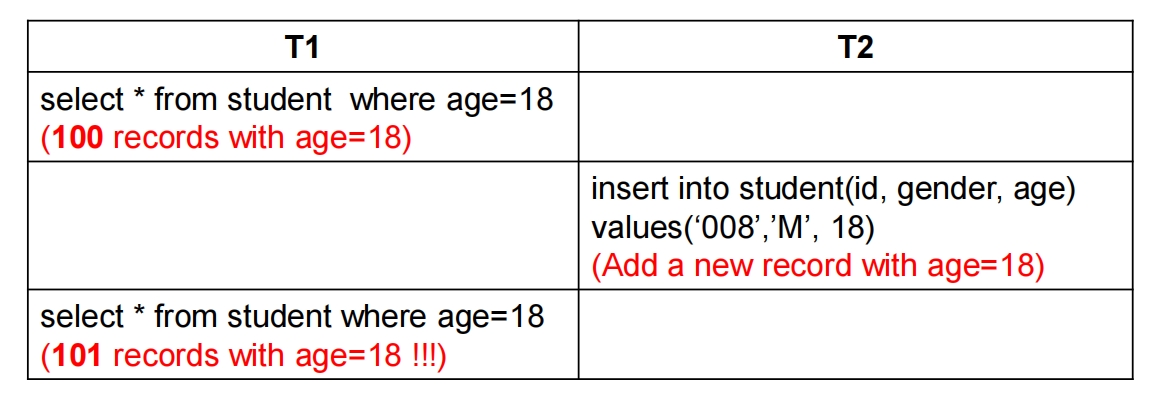 T1
T2
select * from student  where age=18
(100 records with age=18)
insert into student(id, gender, age)
values(‘008’,’M’, 18)
(Add a new record with age=18)
select * from student where age=18
(101 records with age=18 !!!)